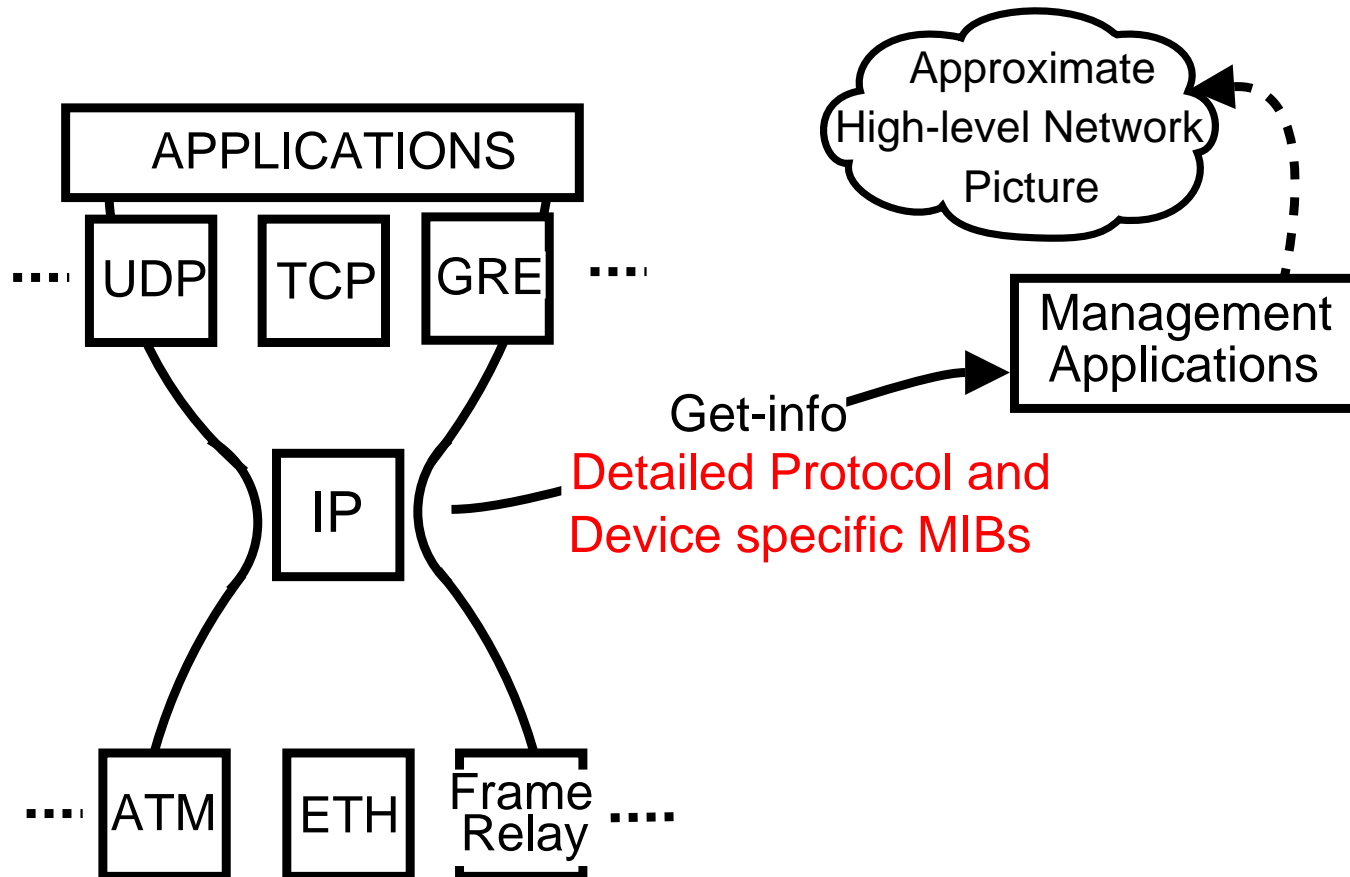 APPLICATIONS
UDP
TCP
GRE
IP
ATM
ETH
Frame
Relay
Get-info
Detailed Protocol and
Device specific MIBs
Management
Applications
Approximate
High-level Network
Picture